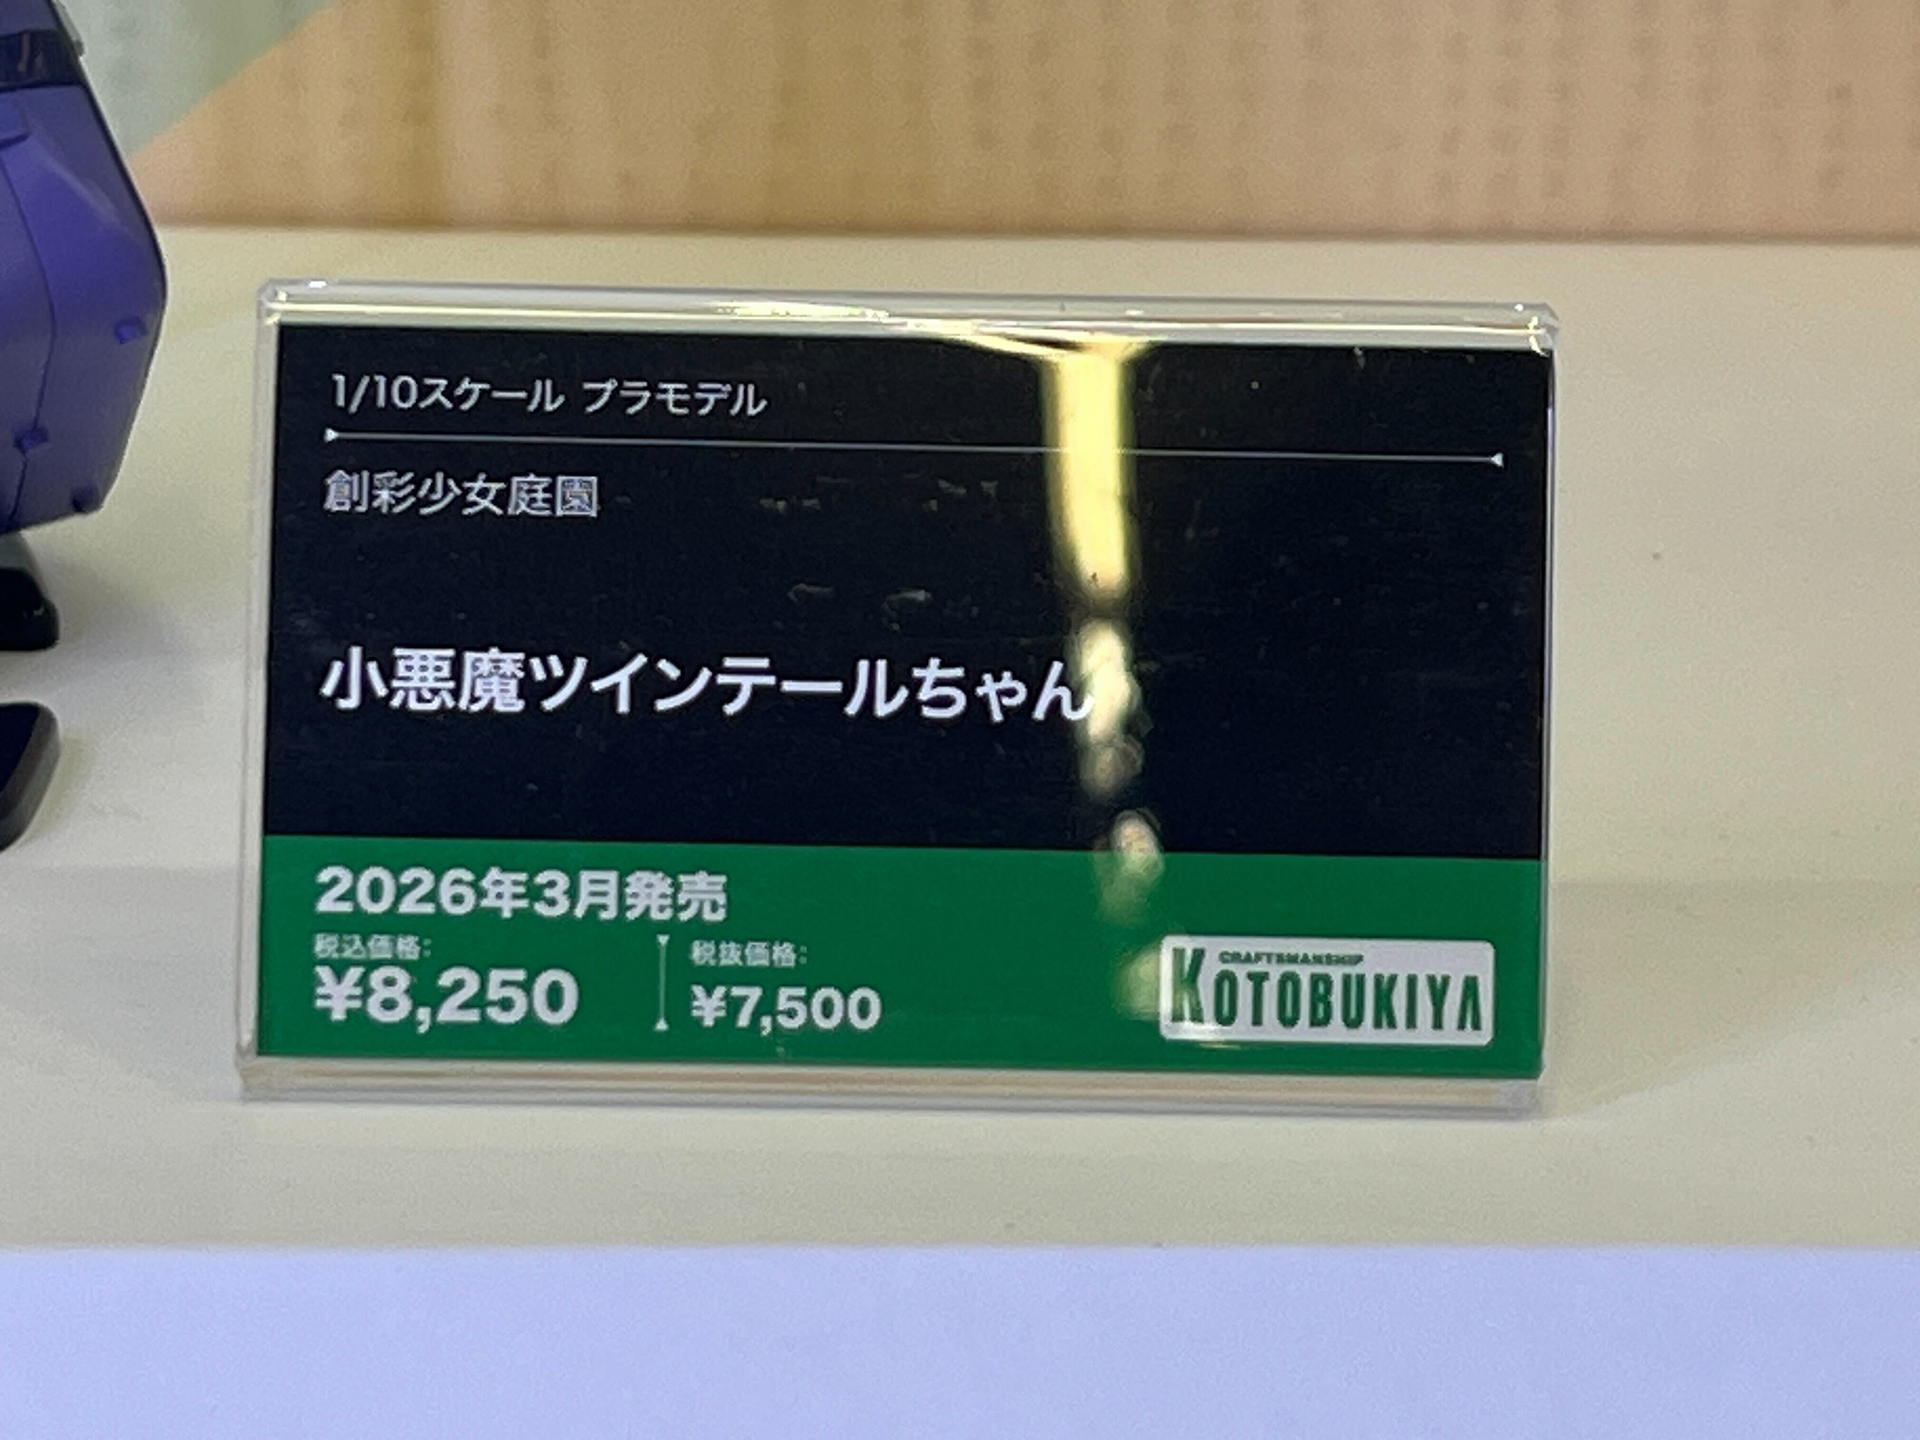 1/10スケール プラモデル
創彩少女庭園
小悪魔ツインテールちゃん
2026年3月発売
税込価格: 税抜価格:
¥8,250 ¥7,500
CRAFTSMANSHIP
KOTOBUKIYA